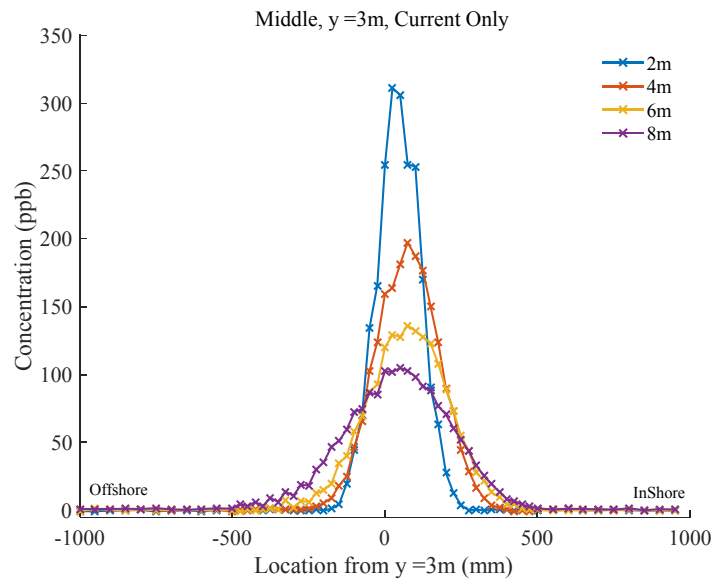 Middle, y =3m, Current Only
350
300
250
200
150
100
50
0
Concentration (ppb)
2m
4m
6m
8m
Offshore
InShore
-1000
-500
0
500
1000
Location from y =3m (mm)